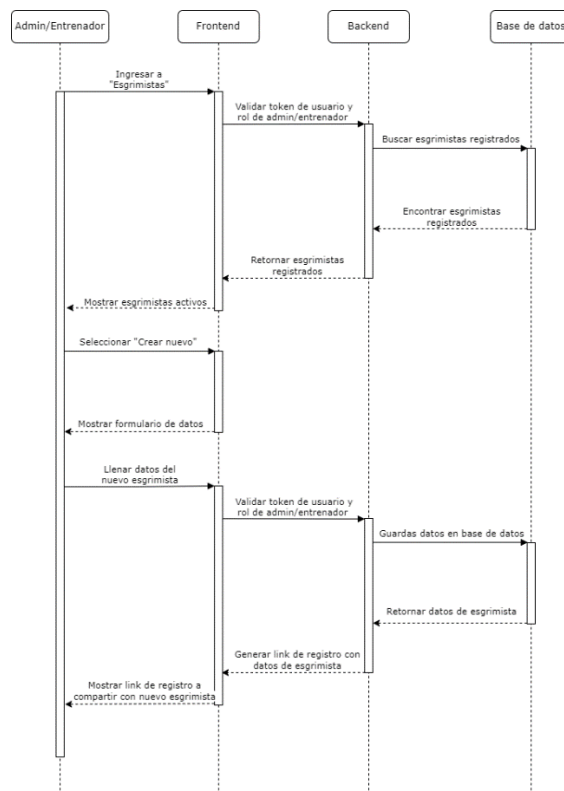 Admin/Entrenador
Frontend
Backend
Base de datos
Ingresar a
"Esgrimistas"
Validar token de usuario y
rol de admin/entrenador
Buscar esgrimistas registrados
Encontrar esgrimistas
registrados
Retornar esgrimistas
registrados
Mostrar esgrimistas activos
Seleccionar "Crear nuevo"
Mostrar formulario de datos
Llenar datos del
nuevo esgrimista
Validar token de usuario y
rol de admin/entrenador
Guardas datos en base de datos
Retornar datos de esgrimista
Generar link de registro con
datos de esgrimista
Mostrar link de registro a
compartir con nuevo esgrimista